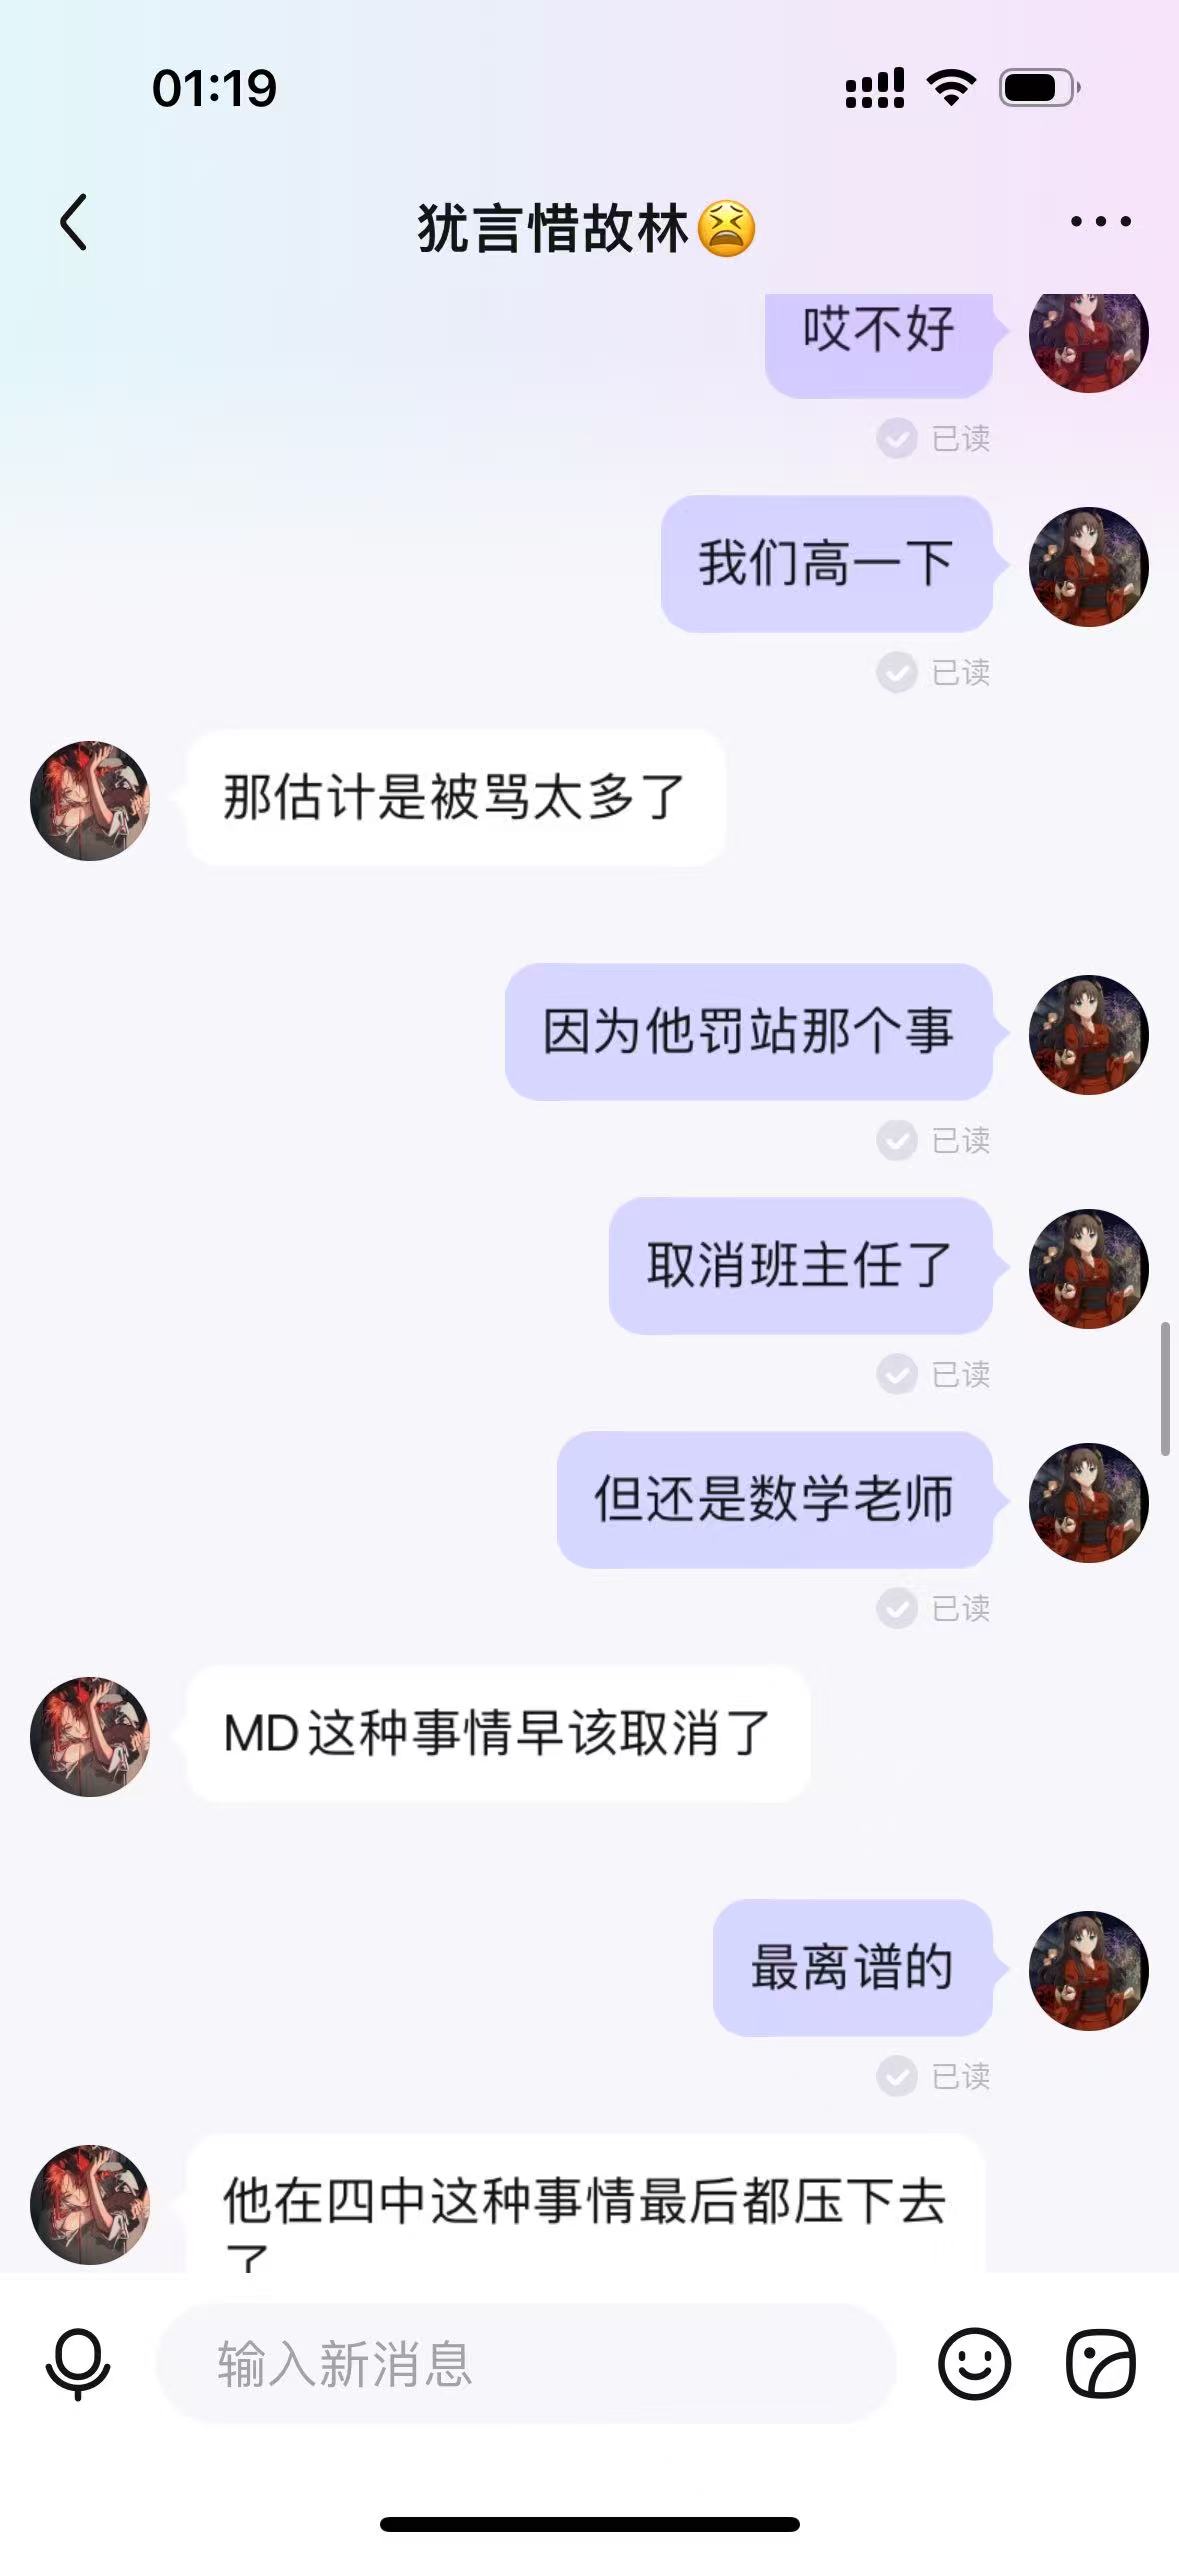 01:19
犹言惜故林😫
哎不好
已读
我们高一下
已读
那估计是被骂太多了
因为他罚站那个事
已读
取消班主任了
已读
但还是数学老师
已读
MD这种事情早该取消了
最离谱的
已读
他在四中这种事情最后都压下去
了
输入新消息